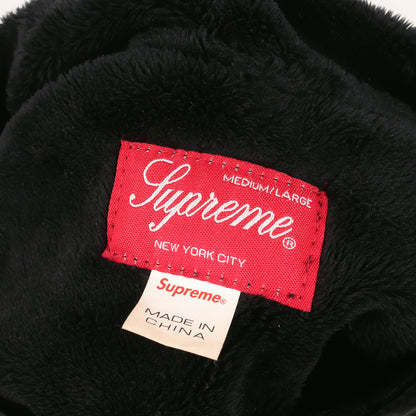 MEDIUM/LARGE
Supreme®
NEW YORK CITY
Supreme®
MADE IN
CHINA